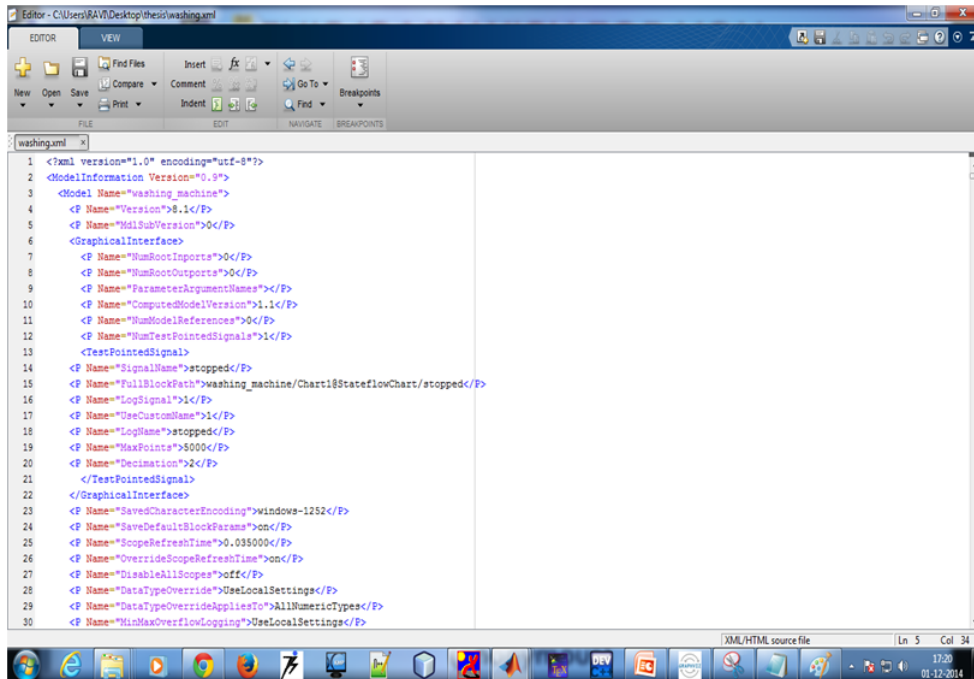 Editor - C:\Users\RAVI\Desktop\thesis\washing.xml
EDITOR VIEW
Find Files Insert fx
New Open Save Compare Comment Go To Breakpoints
Print Indent Find
FILE EDIT NAVIGATE BREAKPOINTS
washing.xml ×
1 <?xml version="1.0" encoding="utf-8"?>
2 <ModelInformation Version="0.9">
3 <Model Name="washing_machine">
4 <P Name="Version">8.1</P>
5 <P Name="MdlSubVersion">0</P>
6 <GraphicalInterface>
7 <P Name="NumRootInports">0</P>
8 <P Name="NumRootOutports">0</P>
9 <P Name="ParameterArgumentNames"></P>
10 <P Name="ComputedModelVersion">1.1</P>
11 <P Name="NumModelReferences">0</P>
12 <P Name="NumTestPointedSignals">1</P>
13 <TestPointedSignal>
14 <P Name="SignalName">stopped</P>
15 <P Name="FullBlockPath">washing_machine/Chart1@StateflowChart/stopped</P>
16 <P Name="LogSignal">1</P>
17 <P Name="UseCustomName">1</P>
18 <P Name="LogName">stopped</P>
19 <P Name="MaxPoints">5000</P>
20 <P Name="Decimation">2</P>
21 </TestPointedSignal>
22 </GraphicalInterface>
23 <P Name="SavedCharacterEncoding">windows-1252</P>
24 <P Name="SaveDefaultBlockParams">on</P>
25 <P Name="ScopeRefreshTime">0.035000</P>
26 <P Name="OverrideScopeRefreshTime">on</P>
27 <P Name="DisableAllScopes">off</P>
28 <P Name="DataTypeOverride">UseLocalSettings</P>
29 <P Name="DataTypeOverrideAppliesTo">AllNumericTypes</P>
30 <P Name="MinMaxOverflowLogging">UseLocalSettings</P>
XML/HTML source file Ln 5 Col 34
DEV
17:20
01-12-2014